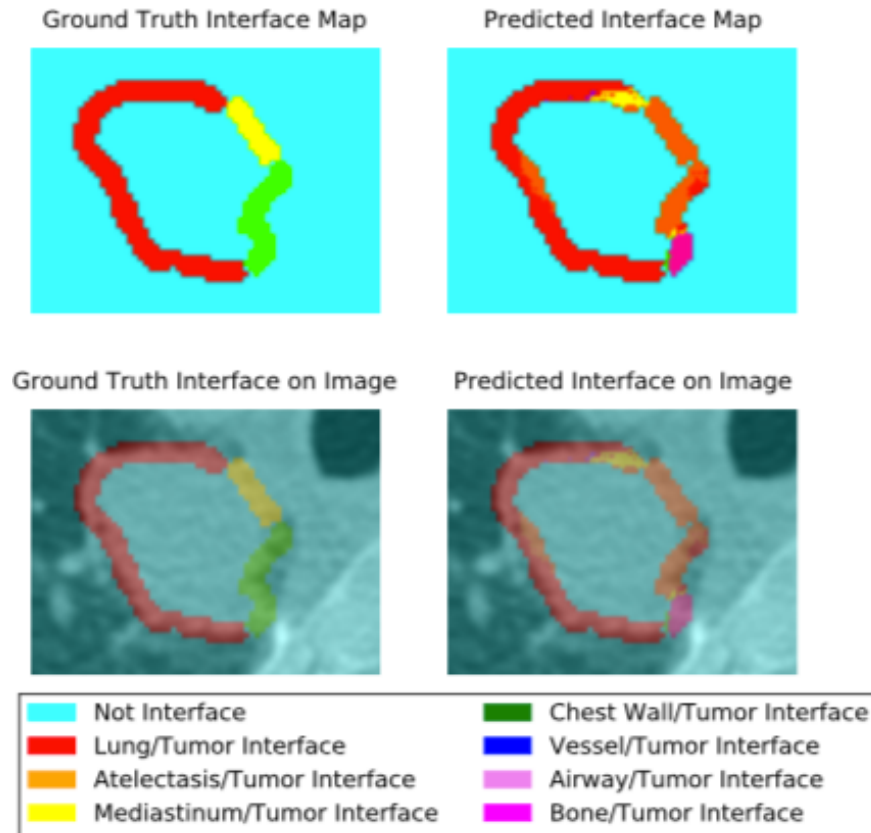 Ground Truth Interface Map
Predicted Interface Map
Ground Truth Interface on Image
Predicted Interface on Image
Not Interface
Lung/Tumor Interface
Atelectasis/Tumor Interface
Mediastinum/Tumor Interface
Chest Wall/Tumor Interface
Vessel/Tumor Interface
Airway/Tumor Interface
Bone/Tumor Interface